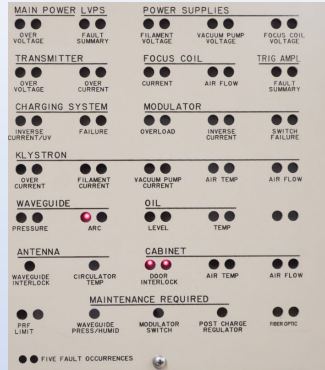 MAIN POWER LVPS POWER SUPPLIES
OVER VOLTAGE FAULT SUMMARY FILAMENT VOLTAGE VACUUM PUMP VOLTAGE FOCUS COIL VOLTAGE
TRANSMITTER FOCUS COIL TRIG AMPL
OVER VOLTAGE OVER CURRENT CURRENT AIR FLOW FAULT SUMMARY
CHARGING SYSTEM MODULATOR
INVERSE CURRENT/UV FAILURE OVERLOAD INVERSE CURRENT SWITCH FAILURE
KLYSTRON
OVER CURRENT FILAMENT CURRENT VACUUM PUMP CURRENT AIR TEMP AIR FLOW
WAVEGUIDE OIL
PRESSURE ARC LEVEL TEMP
ANTENNA CABINET
WAVEGUIDE INTERLOCK CIRCULATOR TEMP DOOR INTERLOCK AIR TEMP AIR FLOW
MAINTENANCE REQUIRED
PRF LIMIT WAVEGUIDE PRESS/HUMID MODULATOR SWITCH POST CHARGE REGULATOR FIBER OPTIC
FIVE FAULT OCCURRENCES